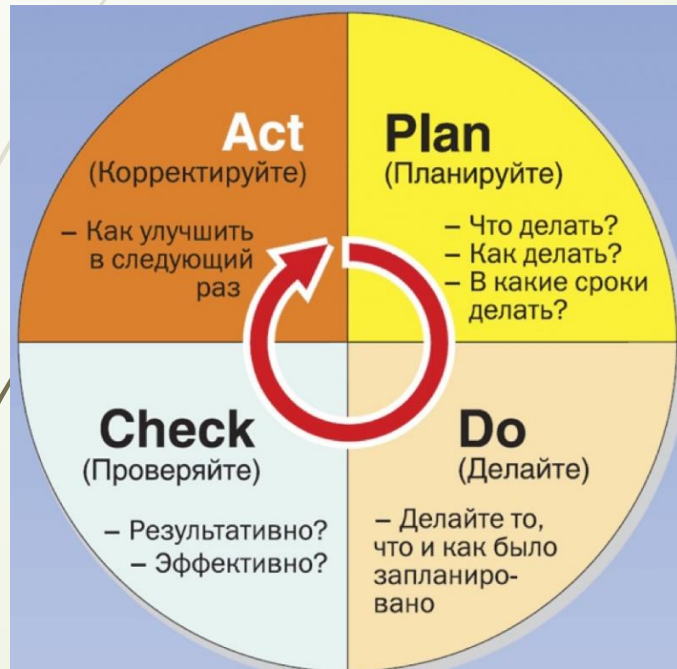 Act
(Корректируйте)
– Как улучшить
в следующий
раз
Plan
(Планируйте)
– Что делать?
– Как делать?
– В какие сроки
делать?
Check
(Проверяйте)
– Результативно?
– Эффективно?
Do
(Делайте)
– Делайте то,
что и как было
запланиро-
вано